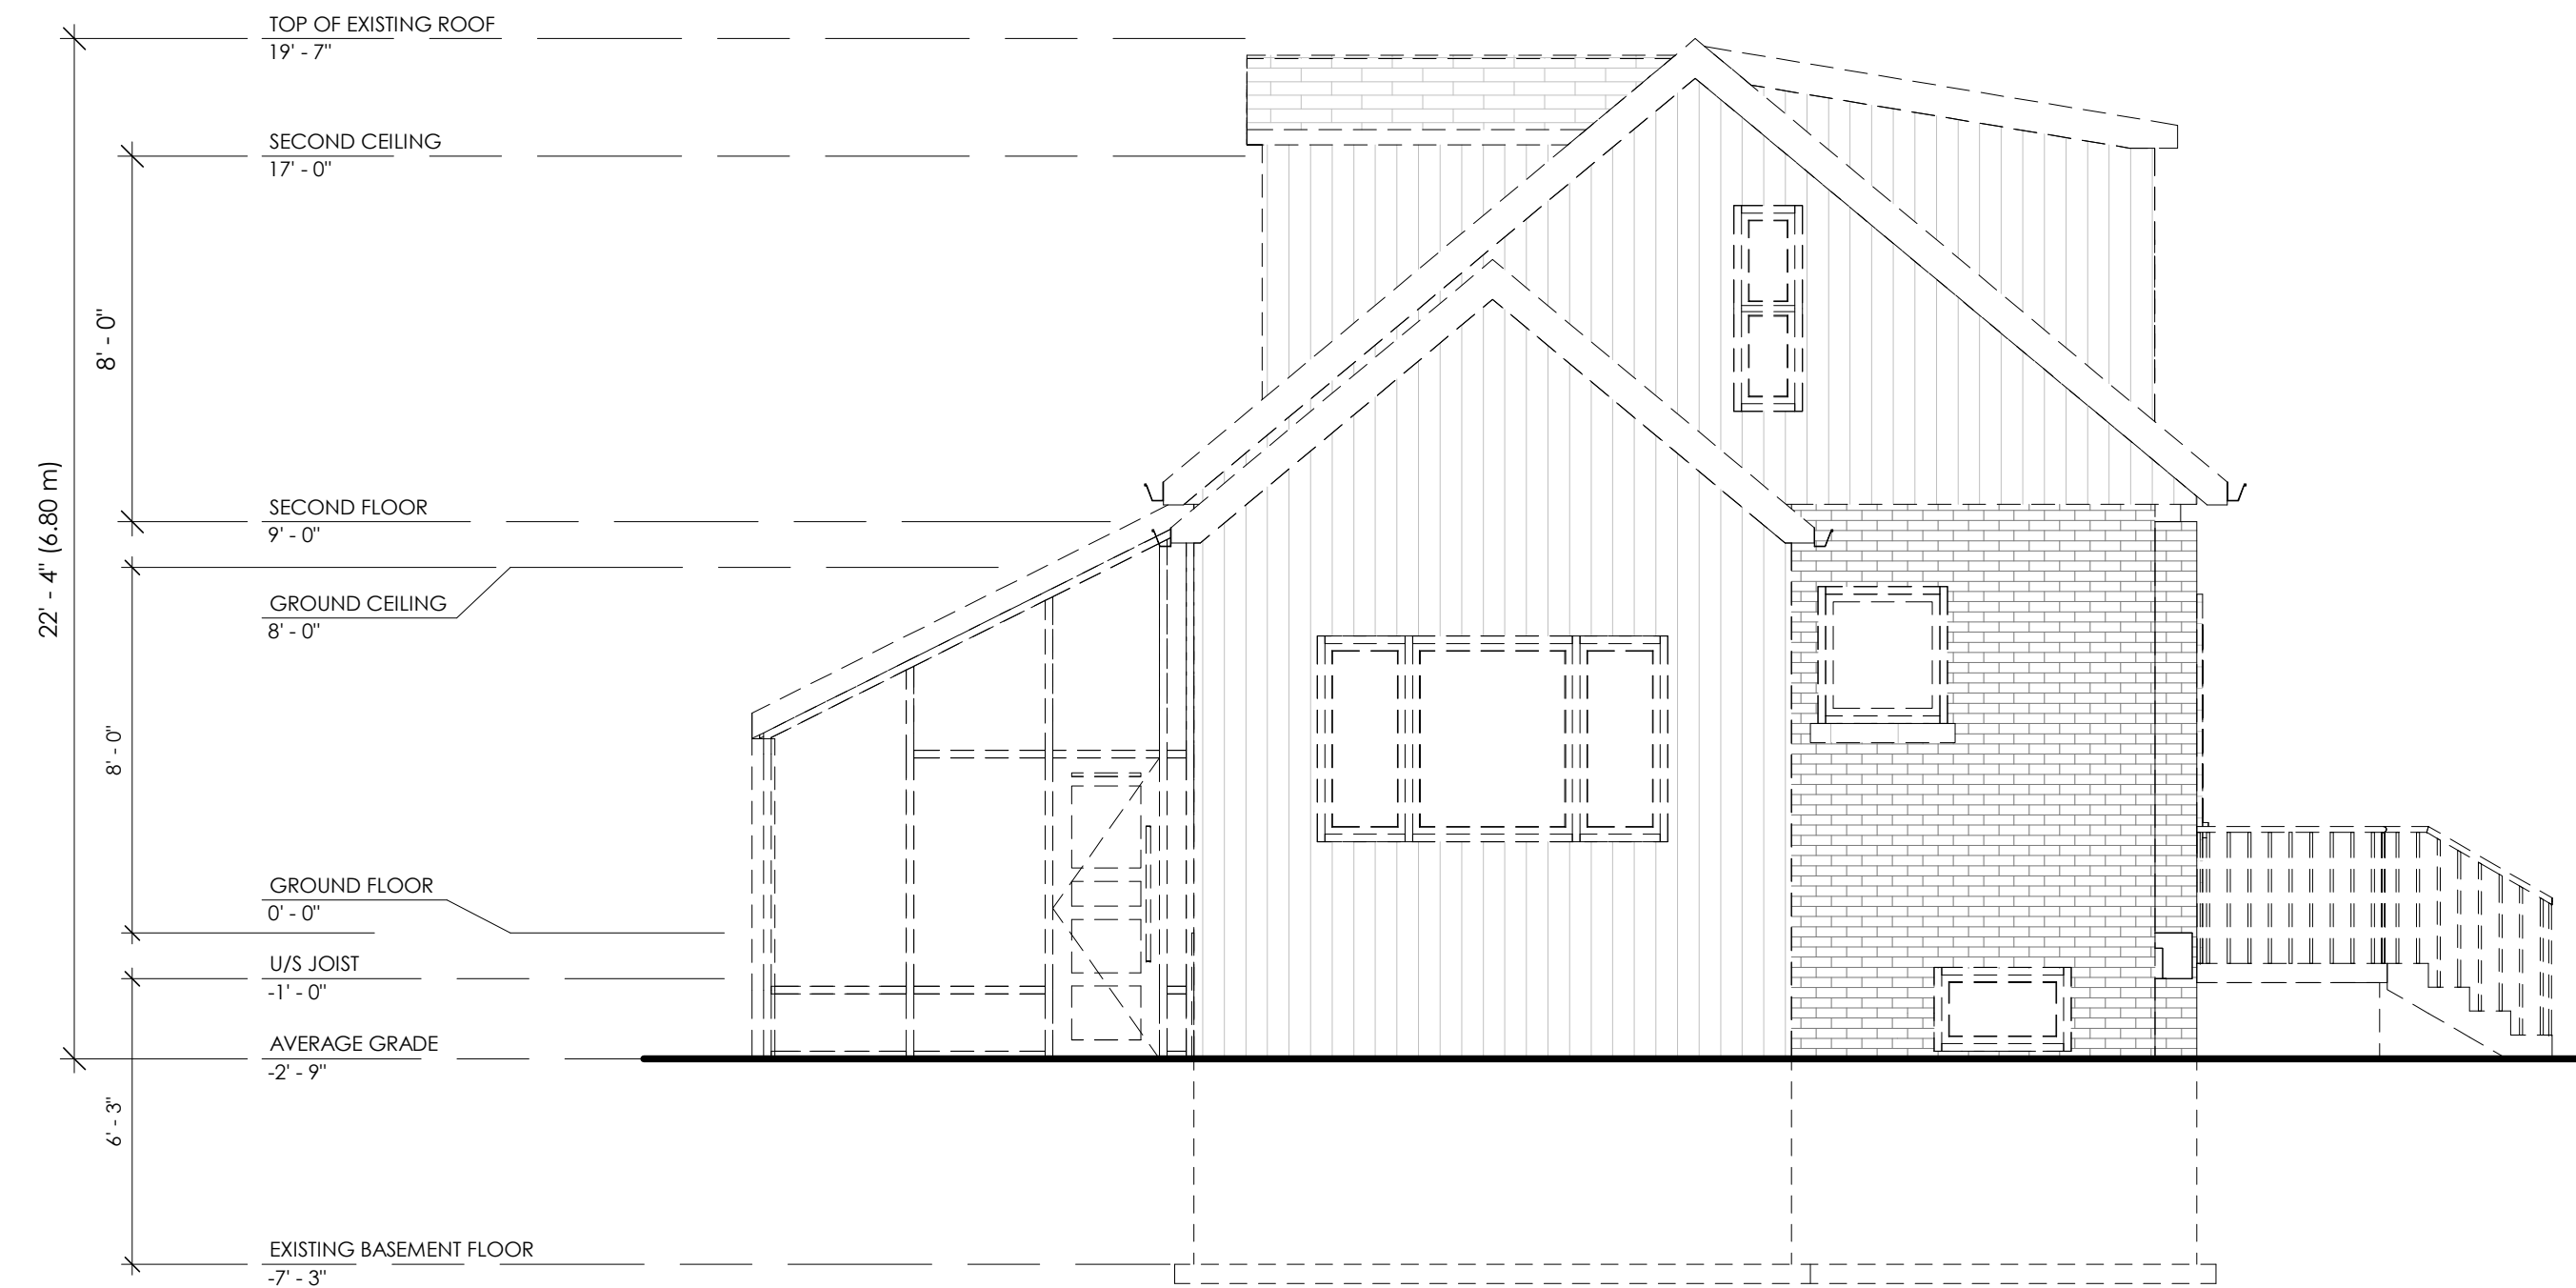 TOP OF EXISTING ROOF
19' - 7"
SECOND CEILING
17' - 0"
8' - 0"
22' - 4" (6.80 m)
SECOND FLOOR
9' - 0"
GROUND CEILING
8' - 0"
8' - 0"
GROUND FLOOR
0' - 0"
U/S JOIST
-1' - 0"
AVERAGE GRADE
-2' - 9"
6' - 3"
EXISTING BASEMENT FLOOR
-7' - 3"